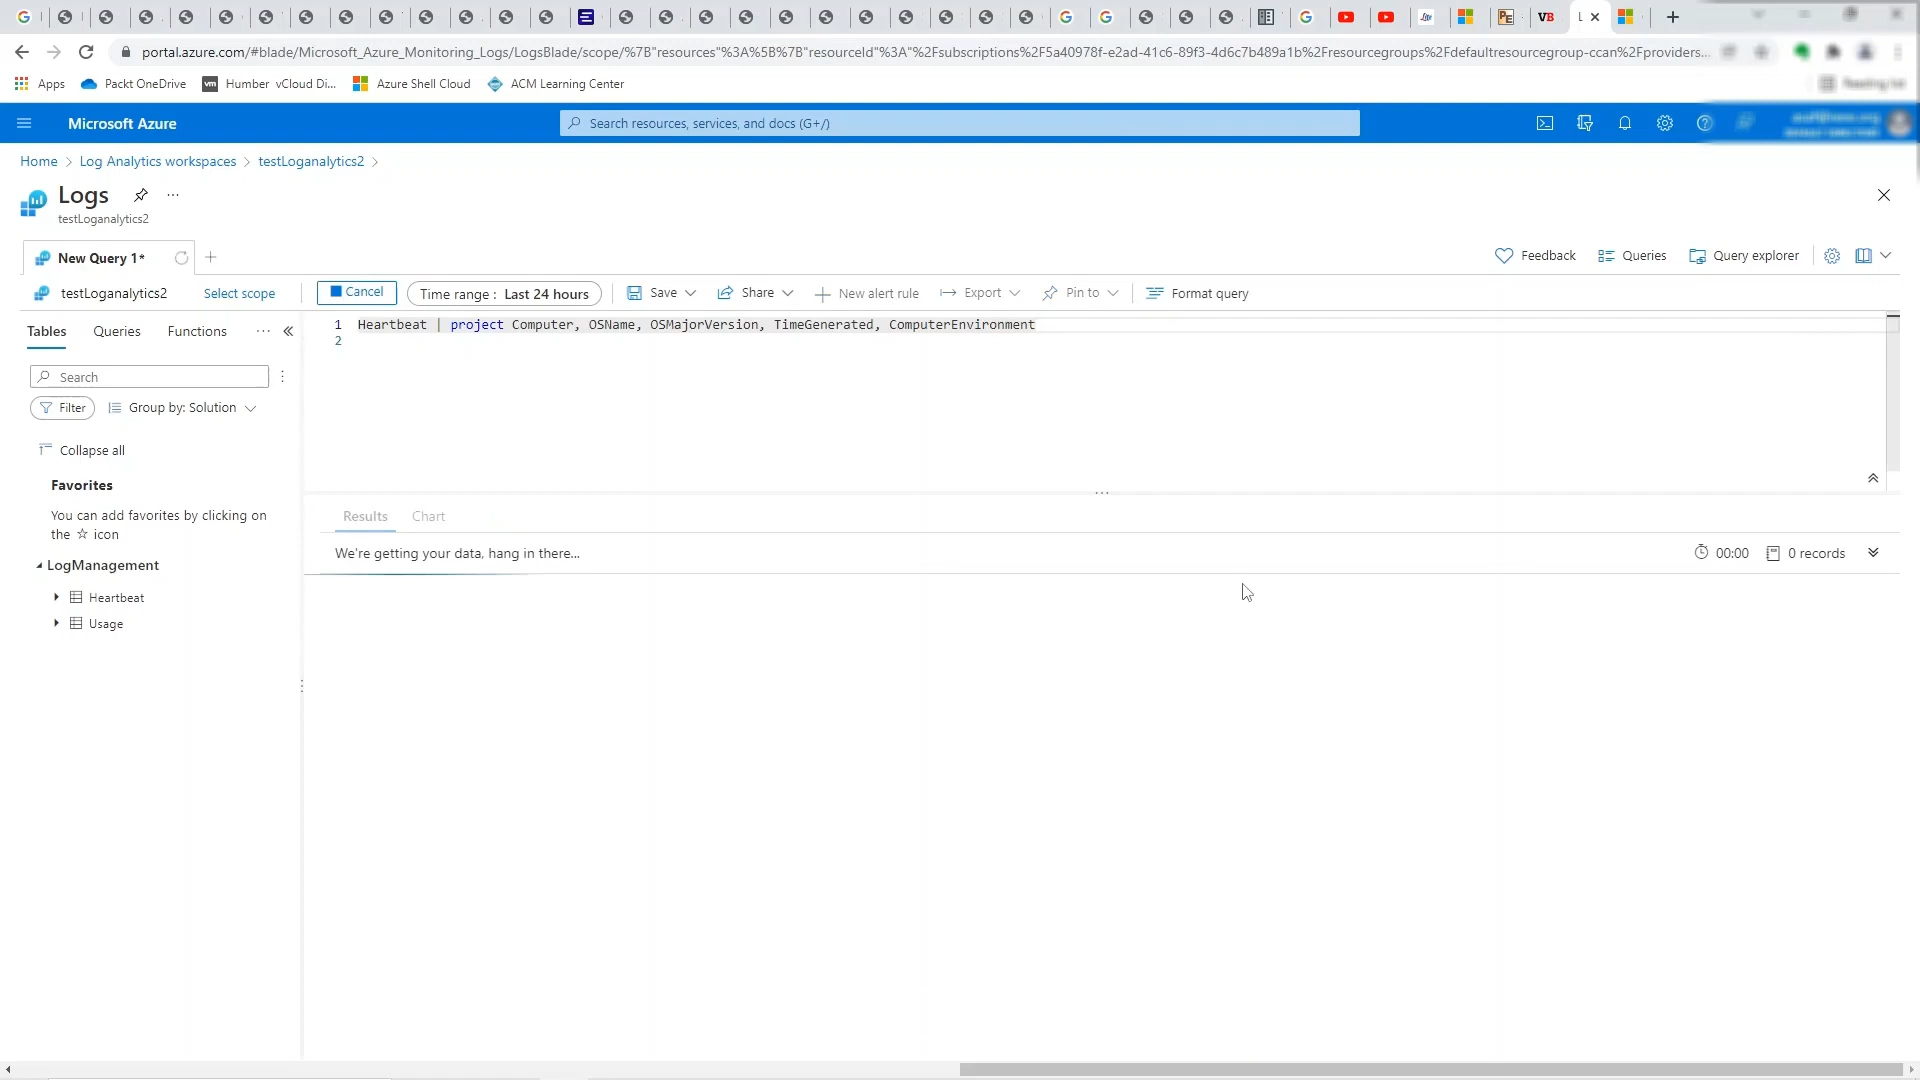 portal.azure.com/#blade/Microsoft_Azure_Monitoring_Logs/LogsBlade/scope/%7B"resources"%3A%5B%7B"resourceId"%3A"%2Fsubscriptions%2F5a40978f-e2ad-41c6-89f3-4d6c7b489a1b%2Fresourcegroups%2Fdefaultresourcegroup-ccan%2Fproviders...
Apps Packt OneDrive Humber vCloud Di... Azure Shell Cloud ACM Learning Center Reading list
Microsoft Azure Search resources, services, and docs (G+/)
Home > Log Analytics workspaces > testLoganalytics2 >
Logs ...
testLoganalytics2
New Query 1* + Feedback Queries Query explorer
testLoganalytics2 Select scope Cancel Time range : Last 24 hours Save Share New alert rule Export Pin to Format query
Tables Queries Functions ... «
1 Heartbeat | project Computer, OSName, OSMajorVersion, TimeGenerated, ComputerEnvironment
2
Search
Filter Group by: Solution
Collapse all
Favorites
You can add favorites by clicking on
the ☆ icon
LogManagement
Heartbeat
Usage
Results Chart
We're getting your data, hang in there...
00:00 0 records